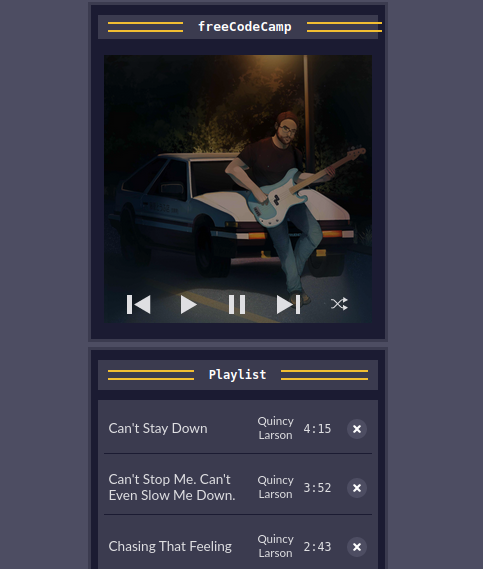 freeCodeCamp
Playlist
Can't Stay Down
Quincy
Larson
4:15
Can't Stop Me. Can't
Even Slow Me Down.
Quincy
Larson
3:52
Chasing That Feeling
Quincy
Larson
2:43